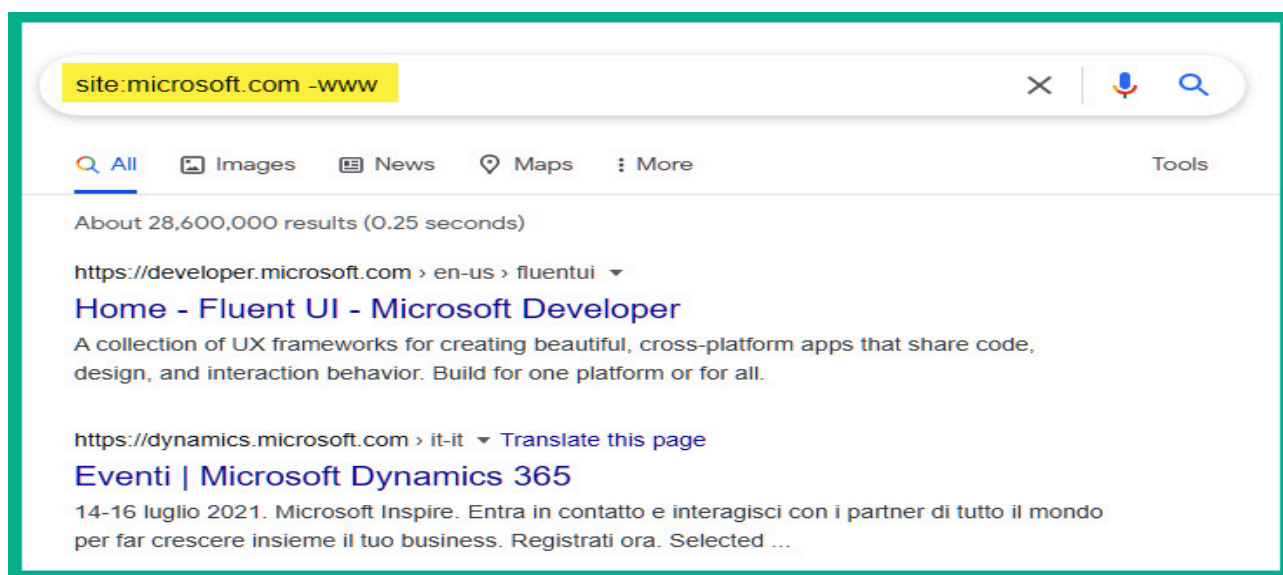 site:microsoft.com -www
All Images News Maps More Tools
About 28,600,000 results (0.25 seconds)
https://developer.microsoft.com › en-us › fluentui
Home - Fluent UI - Microsoft Developer
A collection of UX frameworks for creating beautiful, cross-platform apps that share code,
design, and interaction behavior. Build for one platform or for all.
https://dynamics.microsoft.com › it-it Translate this page
Eventi | Microsoft Dynamics 365
14-16 luglio 2021. Microsoft Inspire. Entra in contatto e interagisci con i partner di tutto il mondo
per far crescere insieme il tuo business. Registrati ora. Selected ...